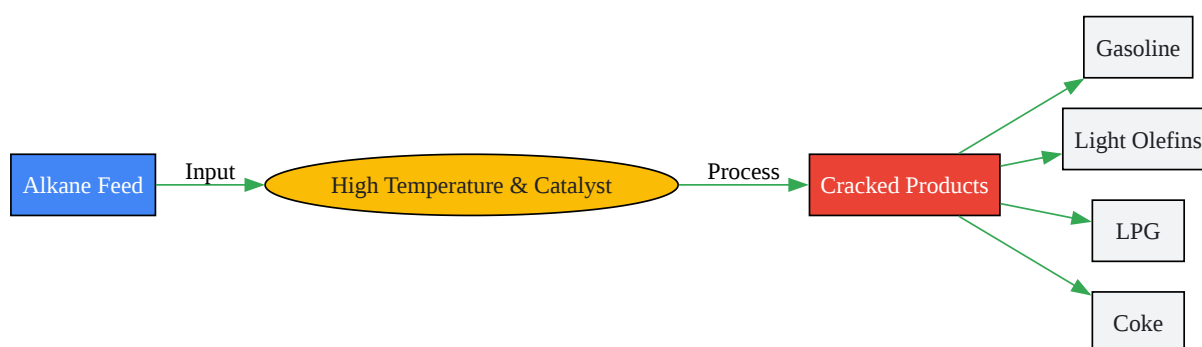 Alkane Feed
Input
High Temperature & Catalyst
Process
Cracked Products
Gasoline
Light Olefins
LPG
Coke